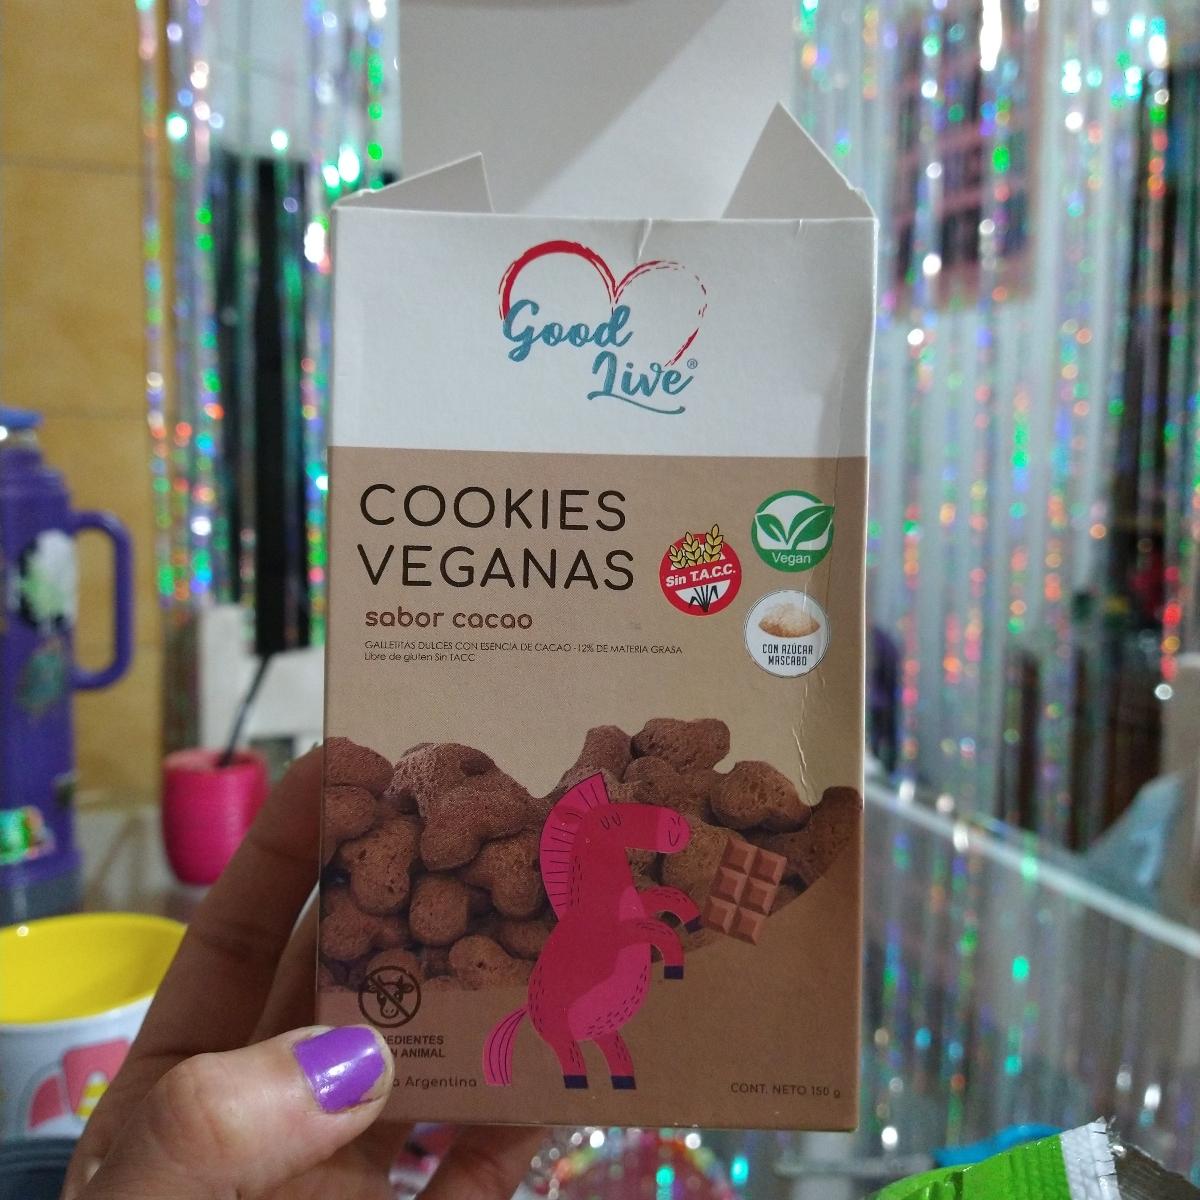 Good
Live®
COOKIES
VEGANAS
sabor cacao
GALLETITAS DULCES CON ESENCIA DE CACAO - 12% DE MATERIA GRASA
Libre de gluten Sin TACC
Sin T.A.C.C.
Vegan
CON AZÚCAR
MASCABO
ANIMAL
Argentina
CONT. NETO 150 g